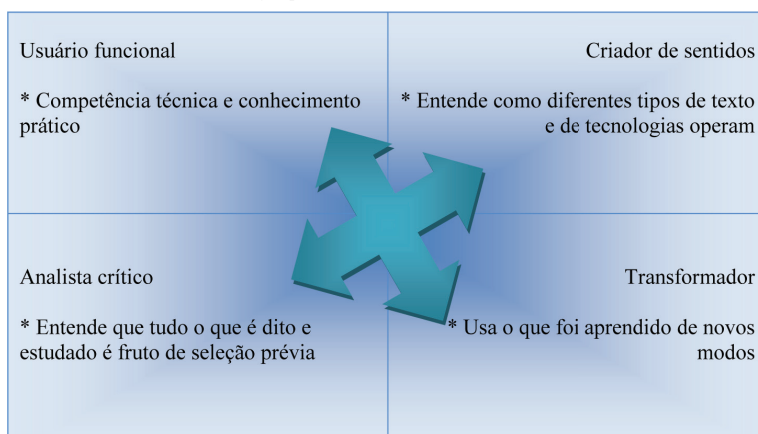 Usuário funcional
* Competência técnica e conhecimento
prático
Criador de sentidos
* Entende como diferentes tipos de texto
e de tecnologias operam
Analista crítico
* Entende que tudo o que é dito e
estudado é fruto de seleção prévia
Transformador
* Usa o que foi aprendido de novos
modos